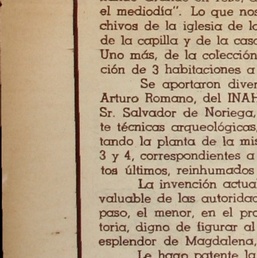 el mediodía". Lo que nos
chivos de la iglesia de la
de la capilla y de la casa
Uno más, de la colección
ción de 3 habitaciones a
Se aportaron diver
Arturo Romano, del INAH
Sr. Salvador de Noriega,
te técnicas arqueológicas,
tando la planta de la mis
3 y 4, correspondientes a
tos últimos, reinhumados
La invención actua
valuable de las autoridad
paso, el menor, en el pro
toria, digno de figurar al
esplendor de Magdalena,
Le hago patente la